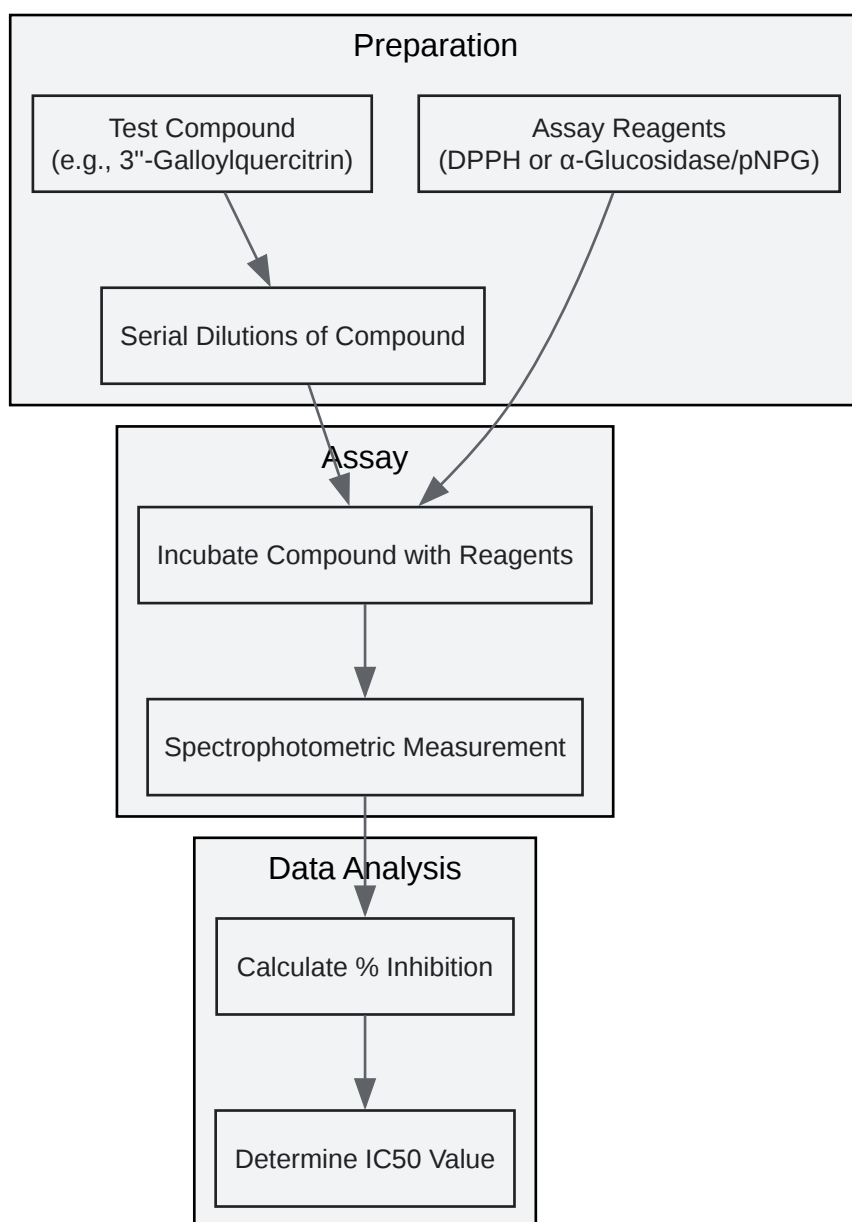 Preparation
Test Compound
(e.g., 3"-Galloylquercitrin)
Assay Reagents
(DPPH or α-Glucosidase/pNPG)
Serial Dilutions of Compound
Assay
Incubate Compound with Reagents
Spectrophotometric Measurement
Data Analysis
Calculate % Inhibition
Determine IC50 Value